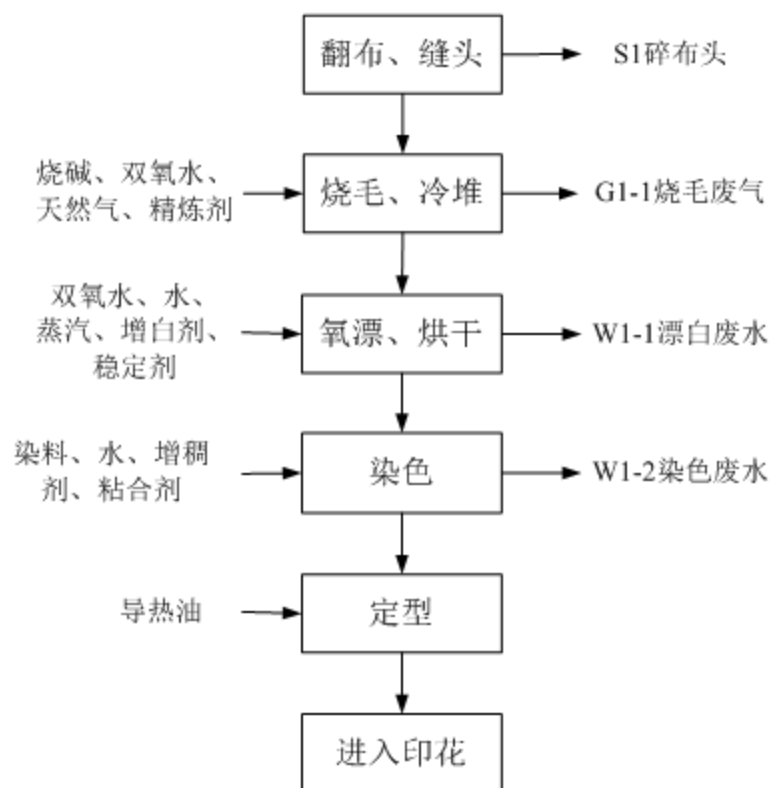 翻布、缝头
S1碎布头
烧碱、双氧水、
天然气、精炼剂
烧毛、冷堆
G1-1烧毛废气
双氧水、水、
蒸汽、增白剂、
稳定剂
氧漂、烘干
W1-1漂白废水
染料、水、增稠
剂、粘合剂
染色
W1-2染色废水
导热油
定型
进入印花